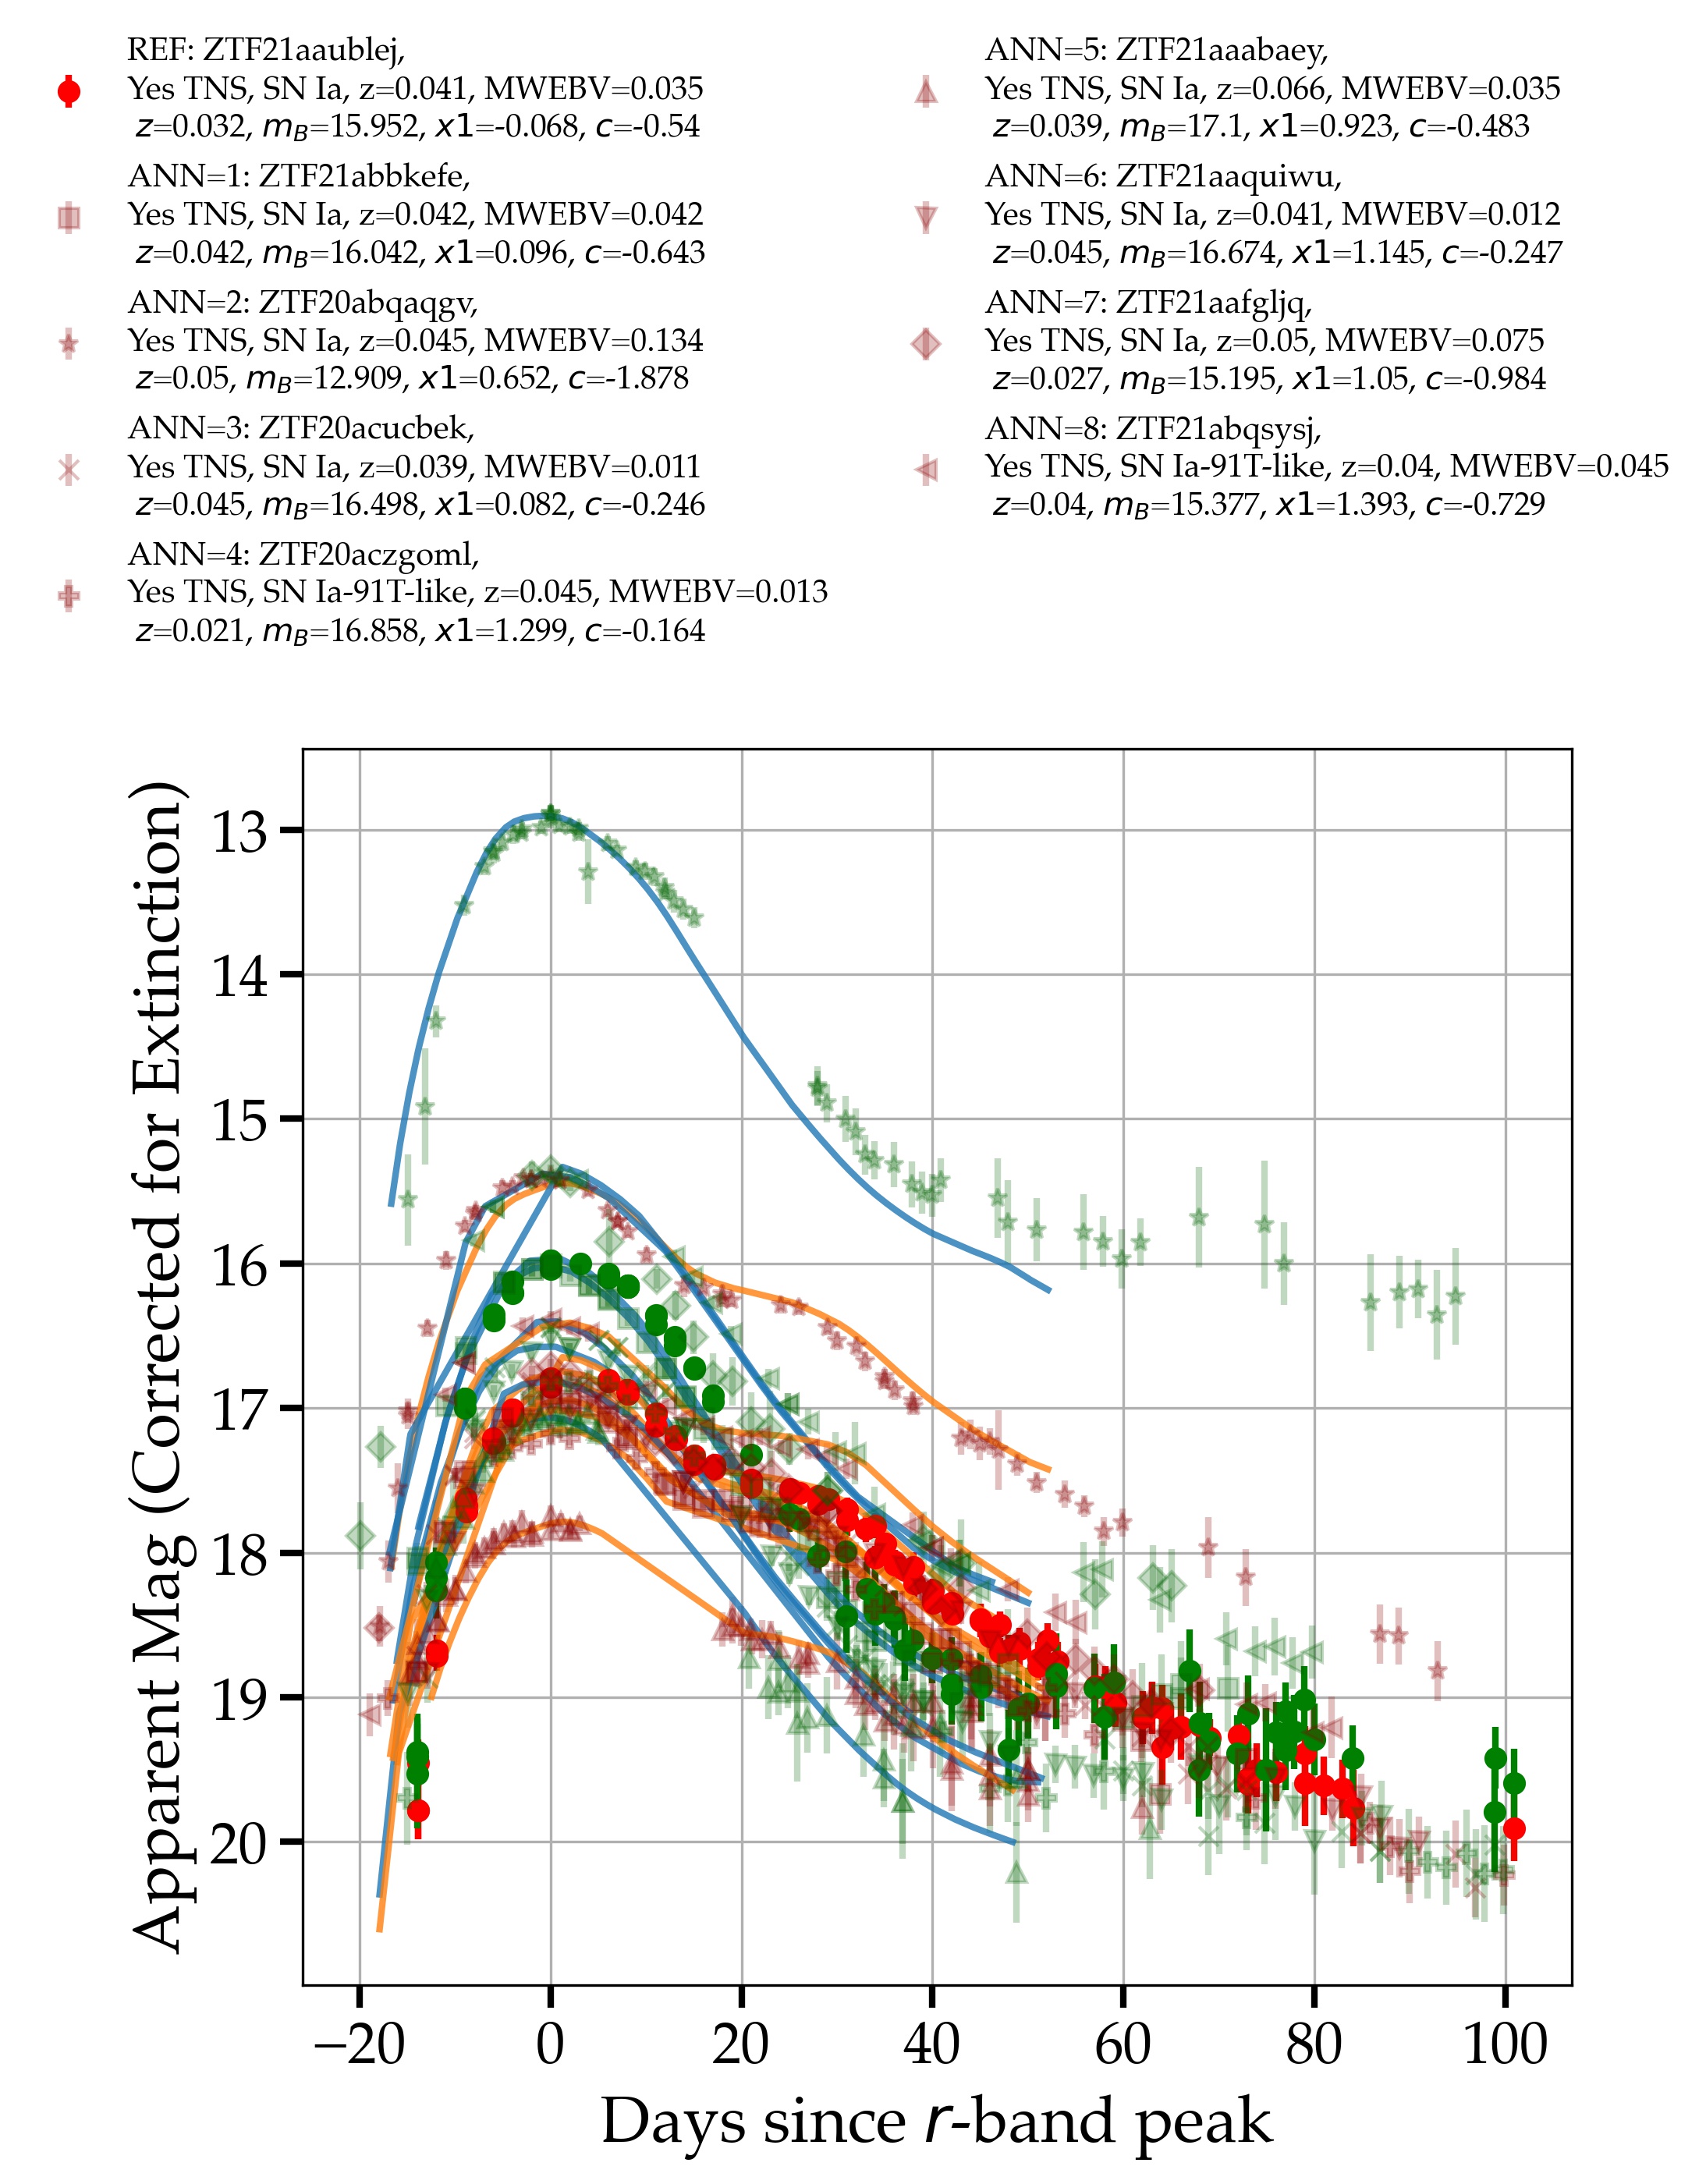 REF: ZTF21aaublej,
Yes TNS, SN Ia, z=0.041, MWEBV=0.035
z=0.032, mB=15.952, x1=-0.068, c=-0.54
ANN=1: ZTF21abbkefe,
Yes TNS, SN Ia, z=0.042, MWEBV=0.042
z=0.042, mB=16.042, x1=0.096, c=-0.643
ANN=2: ZTF20abqaqgv,
Yes TNS, SN Ia, z=0.045, MWEBV=0.134
z=0.05, mB=12.909, x1=0.652, c=-1.878
ANN=3: ZTF20acucbek,
Yes TNS, SN Ia, z=0.039, MWEBV=0.011
z=0.045, mB=16.498, x1=0.082, c=-0.246
ANN=4: ZTF20aczgoml,
Yes TNS, SN Ia-91T-like, z=0.045, MWEBV=0.013
z=0.021, mB=16.858, x1=1.299, c=-0.164
ANN=5: ZTF21aaabaey,
Yes TNS, SN Ia, z=0.066, MWEBV=0.035
z=0.039, mB=17.1, x1=0.923, c=-0.483
ANN=6: ZTF21aaquiwu,
Yes TNS, SN Ia, z=0.041, MWEBV=0.012
z=0.045, mB=16.674, x1=1.145, c=-0.247
ANN=7: ZTF21aafgljq,
Yes TNS, SN Ia, z=0.05, MWEBV=0.075
z=0.027, mB=15.195, x1=1.05, c=-0.984
ANN=8: ZTF21abqsysj,
Yes TNS, SN Ia-91T-like, z=0.04, MWEBV=0.045
z=0.04, mB=15.377, x1=1.393, c=-0.729
Apparent Mag (Corrected for Extinction)
13
14
15
16
17
18
19
20
−20 0 20 40 60 80 100
Days since r-band peak